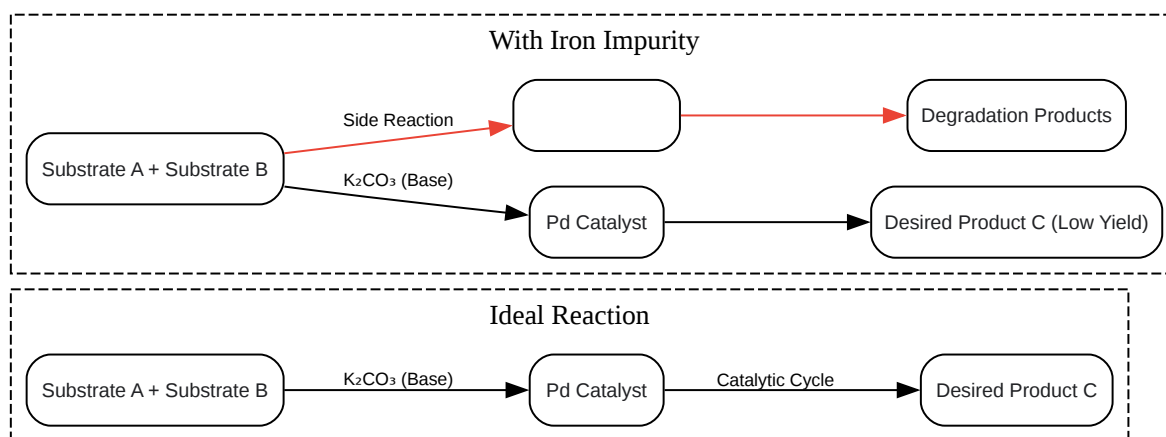 With Iron Impurity
Side Reaction
Degradation Products
Substrate A + Substrate B
K₂CO₃ (Base)
Pd Catalyst
Desired Product C (Low Yield)
Ideal Reaction
Substrate A + Substrate B
K₂CO₃ (Base)
Pd Catalyst
Catalytic Cycle
Desired Product C